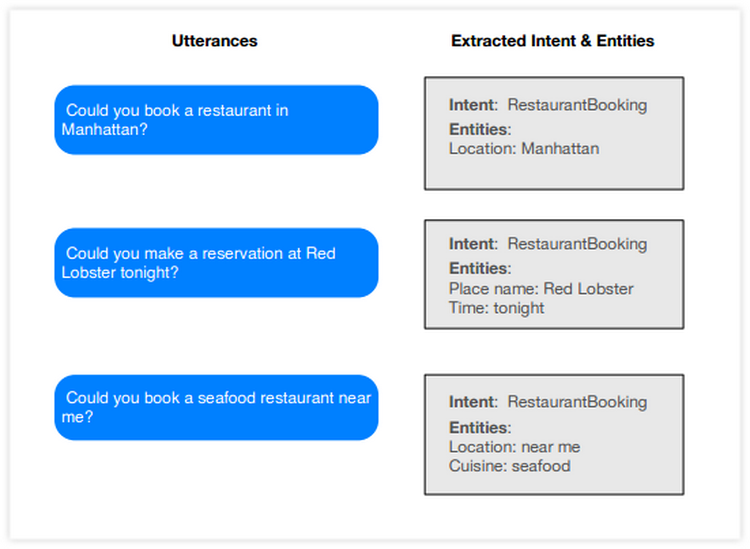 Utterances
Extracted Intent & Entities
Could you book a restaurant in
Manhattan?
Intent: RestaurantBooking
Entities:
Location: Manhattan
Could you make a reservation at Red
Lobster tonight?
Intent: RestaurantBooking
Entities:
Place name: Red Lobster
Time: tonight
Could you book a seafood restaurant near
me?
Intent: RestaurantBooking
Entities:
Location: near me
Cuisine: seafood